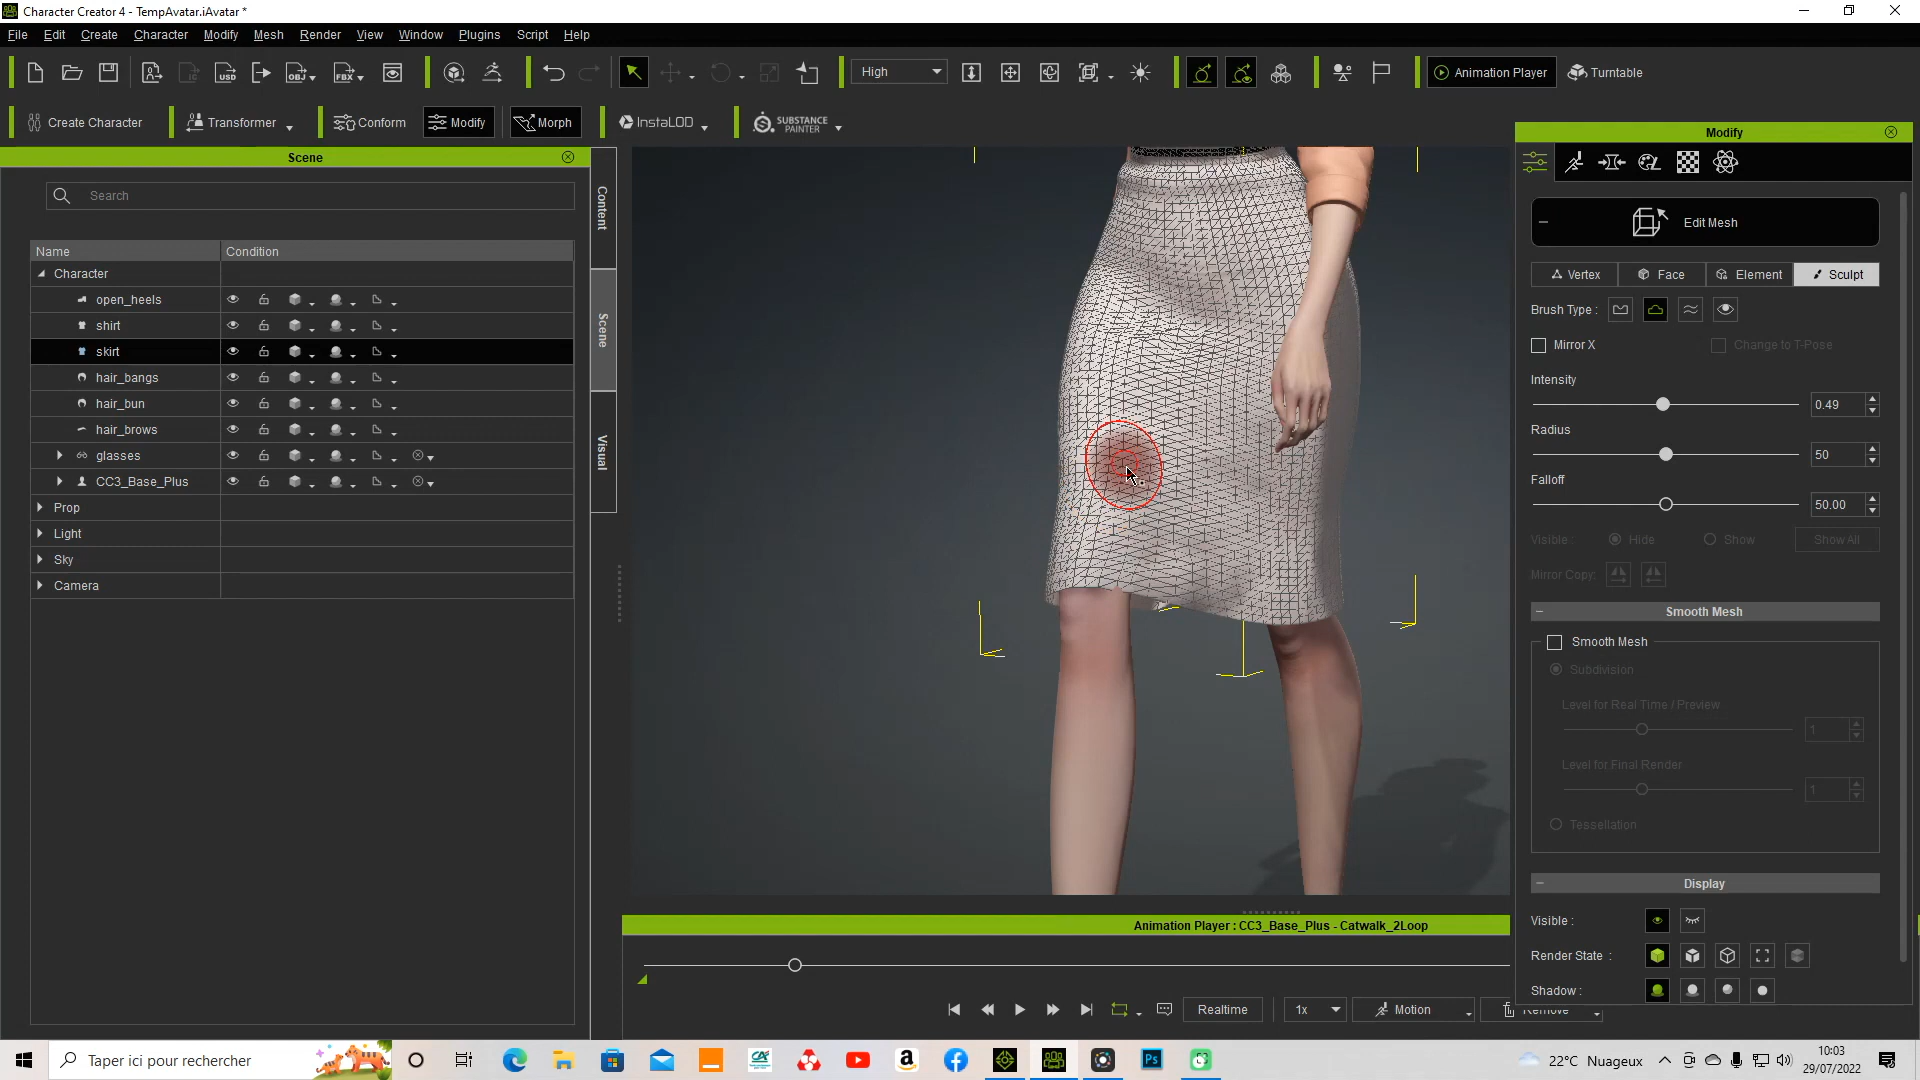 Character Creator 4 - TempAvatar.iAvatar *
File Edit Create Character Modify Mesh Render View Window Plugins Script Help
USD OBJ FBX High Animation Player Turntable
Create Character Transformer Conform Modify Morph InstaLOD SUBSTANCE PAINTER
Scene
Search
Name Condition
Character
open_heels
shirt
skirt
hair_bangs
hair_bun
hair_brows
glasses
CC3_Base_Plus
Prop
Light
Sky
Camera
Content
Scene
Visual
Modify
Edit Mesh
Vertex Face Element Sculpt
Brush Type :
Mirror X Change to T-Pose
Intensity
0.49
Radius
50
Falloff
50.00
Visible : Hide Show Show All
Mirror Copy:
Smooth Mesh
Smooth Mesh
Subdivision
Level for Real Time / Preview
1
Level for Final Render
1
Tessellation
Display
Visible :
Render State :
Shadow :
Animation Player : CC3_Base_Plus - Catwalk_2Loop
Realtime 1x Motion Remove
Taper ici pour rechercher
Ps
22°C Nuageux
10:03
29/07/2022